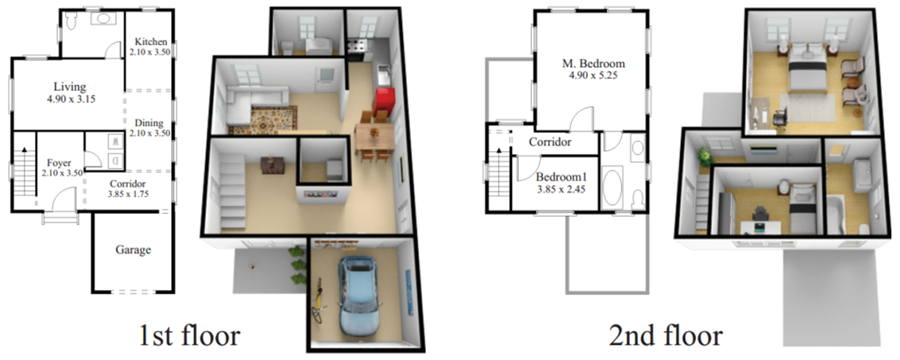 Kitchen
2.10 x 3.50
Living
4.90 x 3.15
Dining
2.10 x 3.50
Foyer
2.10 x 3.50
Corridor
3.85 x 1.75
Garage
1st floor
M. Bedroom
4.90 x 5.25
Corridor
Bedroom1
3.85 x 2.45
2nd floor